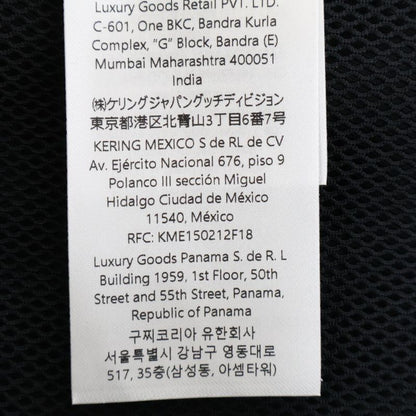 Luxury Goods Retail PVT. LTD.
C-601, One BKC, Bandra Kurla
Complex, "G" Block, Bandra (E)
Mumbai Maharashtra 400051
India
㈱ケリングジャパングッチディビジョン
東京都港区北青山3丁目6番7号
KERING MEXICO S de RL de CV
Av. Ejército Nacional 676, piso 9
Polanco III sección Miguel
Hidalgo Ciudad de México
11540, México
RFC: KME150212F18
Luxury Goods Panama S. de R. L
Building 1959, 1st Floor, 50th
Street and 55th Street, Panama,
Republic of Panama
구찌코리아 유한회사
서울특별시 강남구 영동대로
517, 35층(삼성동, 아셈타워)